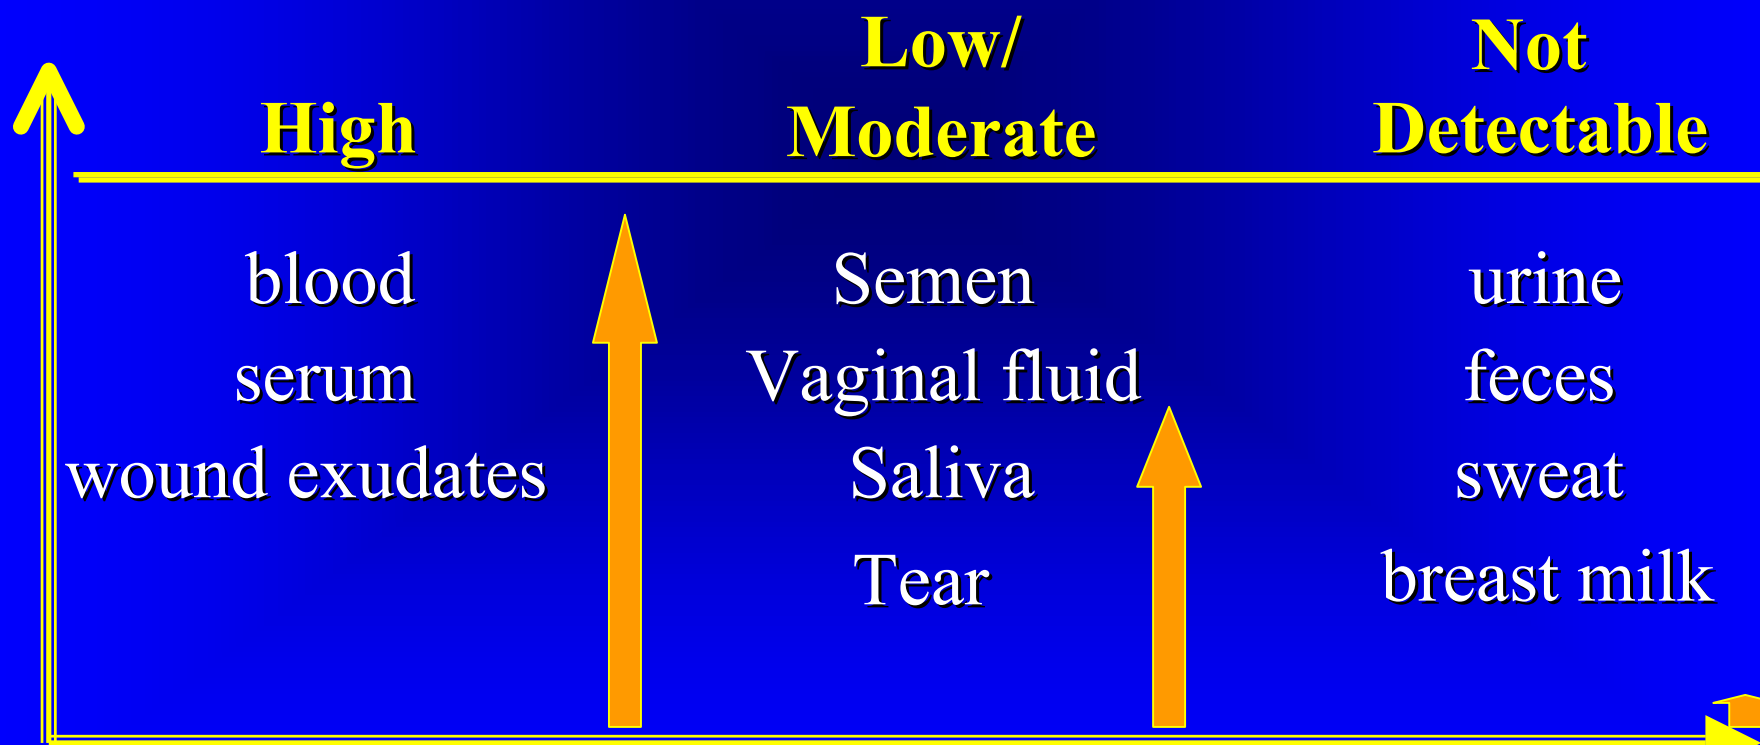 High
Low/
Moderate
Not
Detectable
blood
Semen
urine
serum
Vaginal fluid
feces
wound exudates
Saliva
sweat
Tear
breast milk